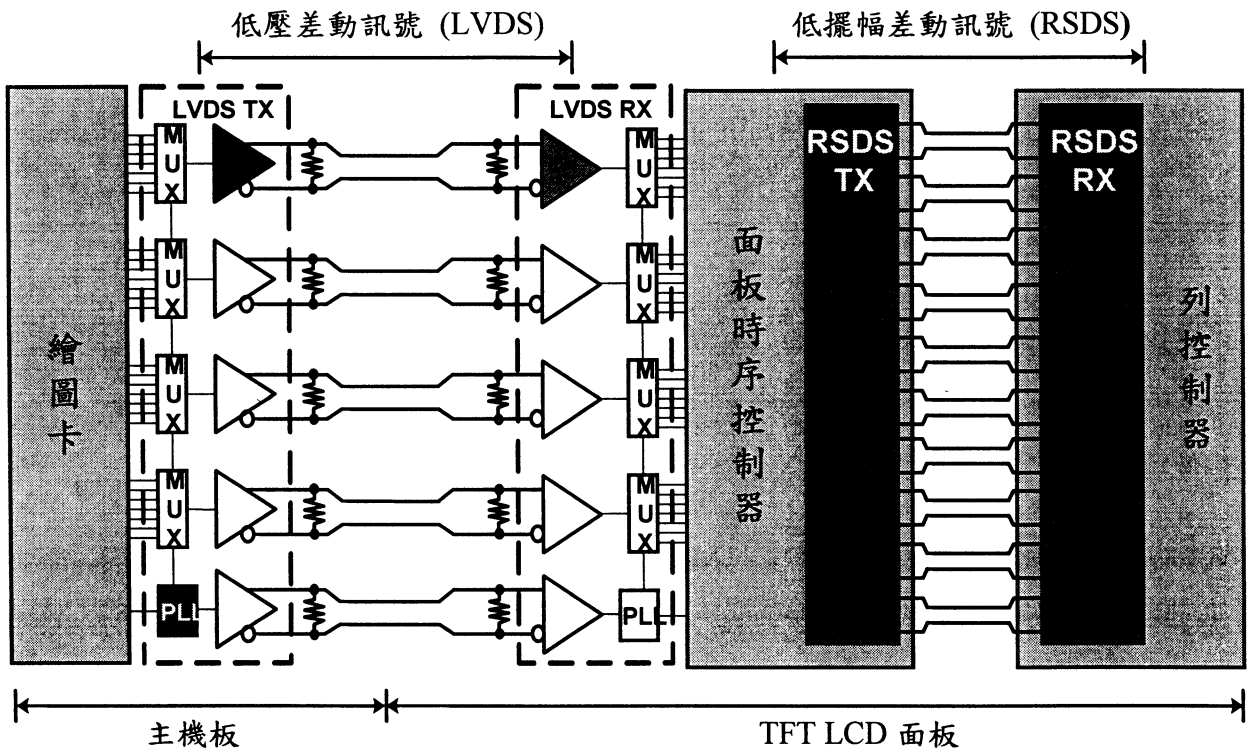 低壓差動訊號 (LVDS)
低擺幅差動訊號 (RSDS)
LVDS TX
LVDS RX
MUX
MUX
MUX
MUX
PLL
MUX
MUX
MUX
MUX
PLL
繪圖卡
面板時序控制器
RSDS
TX
RSDS
RX
列控制器
主機板
TFT LCD 面板